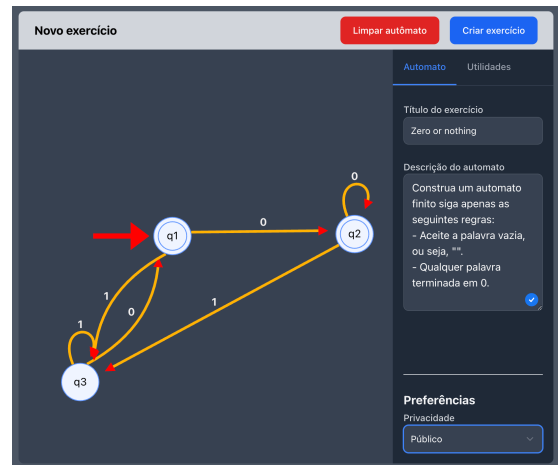 Novo exercício
Limpar autômato
Criar exercício
Automato
Utilidades
Título do exercício
Zero or nothing
Descrição do automato
Construa um automato
finito siga apenas as
seguintes regras:
- Aceite a palavra vazia,
ou seja, "".
- Qualquer palavra
terminada em 0.
0
q1
0
q2
1
1
0
1
q3
Preferências
Privacidade
Público